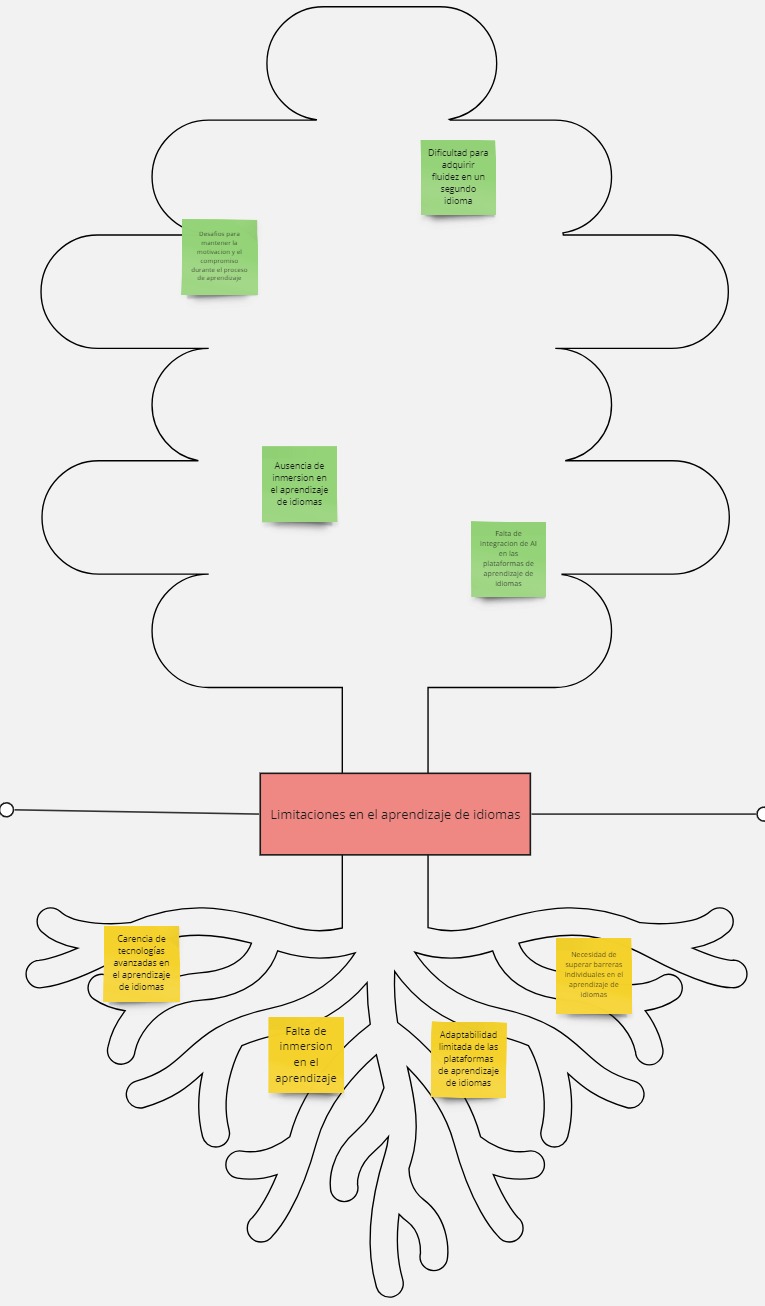 Dificultad para
adquirir
fluidez en un
segundo
idioma
Desafios para
mantener la
motivacion y el
compromiso
durante el proceso
de aprendizaje
Ausencia de
inmersion en
el aprendizaje
de idiomas
Falta de
integracion de AI
en las
plataformas de
aprendizaje de
idiomas
Limitaciones en el aprendizaje de idiomas
Carencia de
tecnologías
avanzadas en
el aprendizaje
de idiomas
Necesidad de
superar barreras
individuales en el
aprendizaje de
idiomas
Falta de
inmersion
en el
aprendizaje
Adaptabilidad
limitada de las
plataformas
de aprendizaje
de idiomas